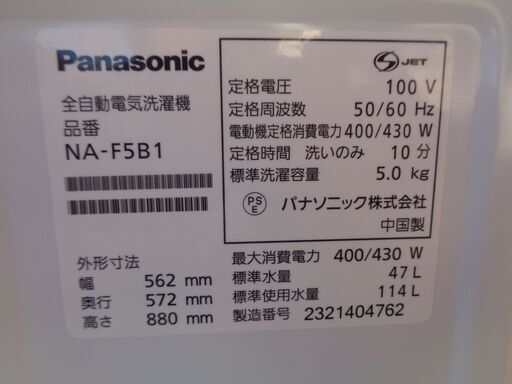 Panasonic
全自動電気洗濯機
品番
NA-F5B1
外形寸法
幅 562 mm
奥行 572 mm
高さ 880 mm
S JET
定格電圧 100 V
定格周波数 50/60 Hz
電動機定格消費電力 400/430 W
定格時間 洗いのみ 10 分
標準洗濯容量 5.0 kg
PSE パナソニック株式会社
中国製
最大消費電力 400/430 W
標準水量 47 L
標準使用水量 114 L
製造番号 2321404762